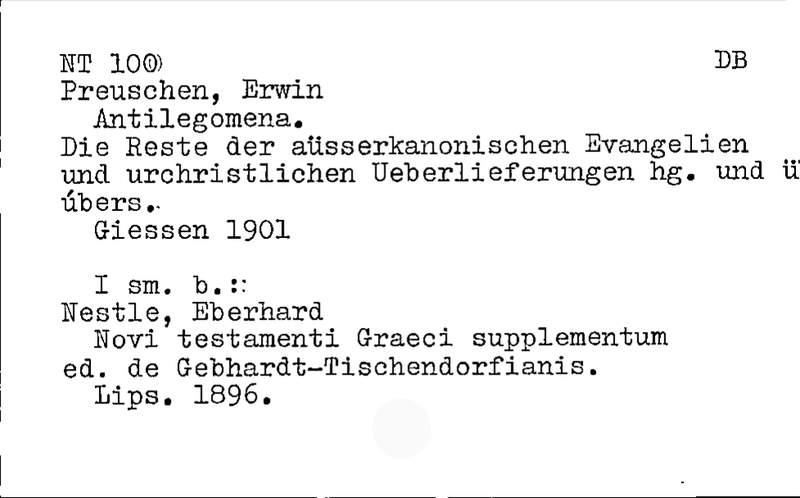 NT 100) DB
Preuschen, Erwin
Antilegomena.
Die Reste der aüsserkanonischen Evangelien
und urchristlichen Ueberlieferungen hg. und ü
übers.
Giessen 1901
I sm. b.::
Nestle, Eberhard
Novi testamenti Graeci supplementum
ed. de Gebhardt-Tischendorfianis.
Lips. 1896.